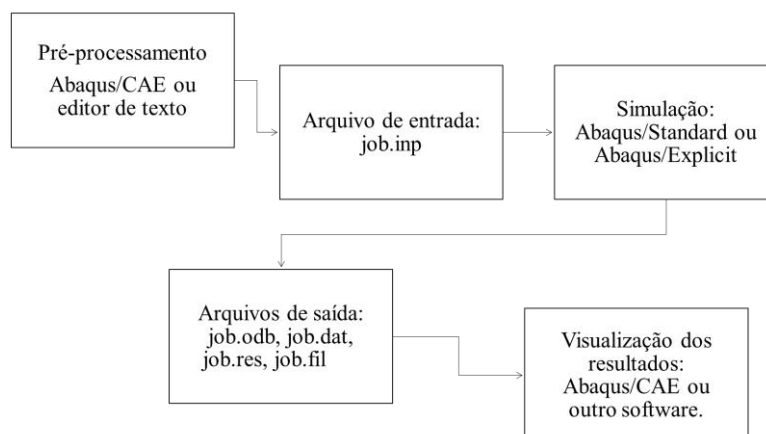 Pré-processamento
Abaqus/CAE ou
editor de texto
Arquivo de entrada:
job.inp
Simulação:
Abaqus/Standard ou
Abaqus/Explicit
Arquivos de saída:
job.odb, job.dat,
job.res, job.fil
Visualização dos
resultados:
Abaqus/CAE ou
outro software.